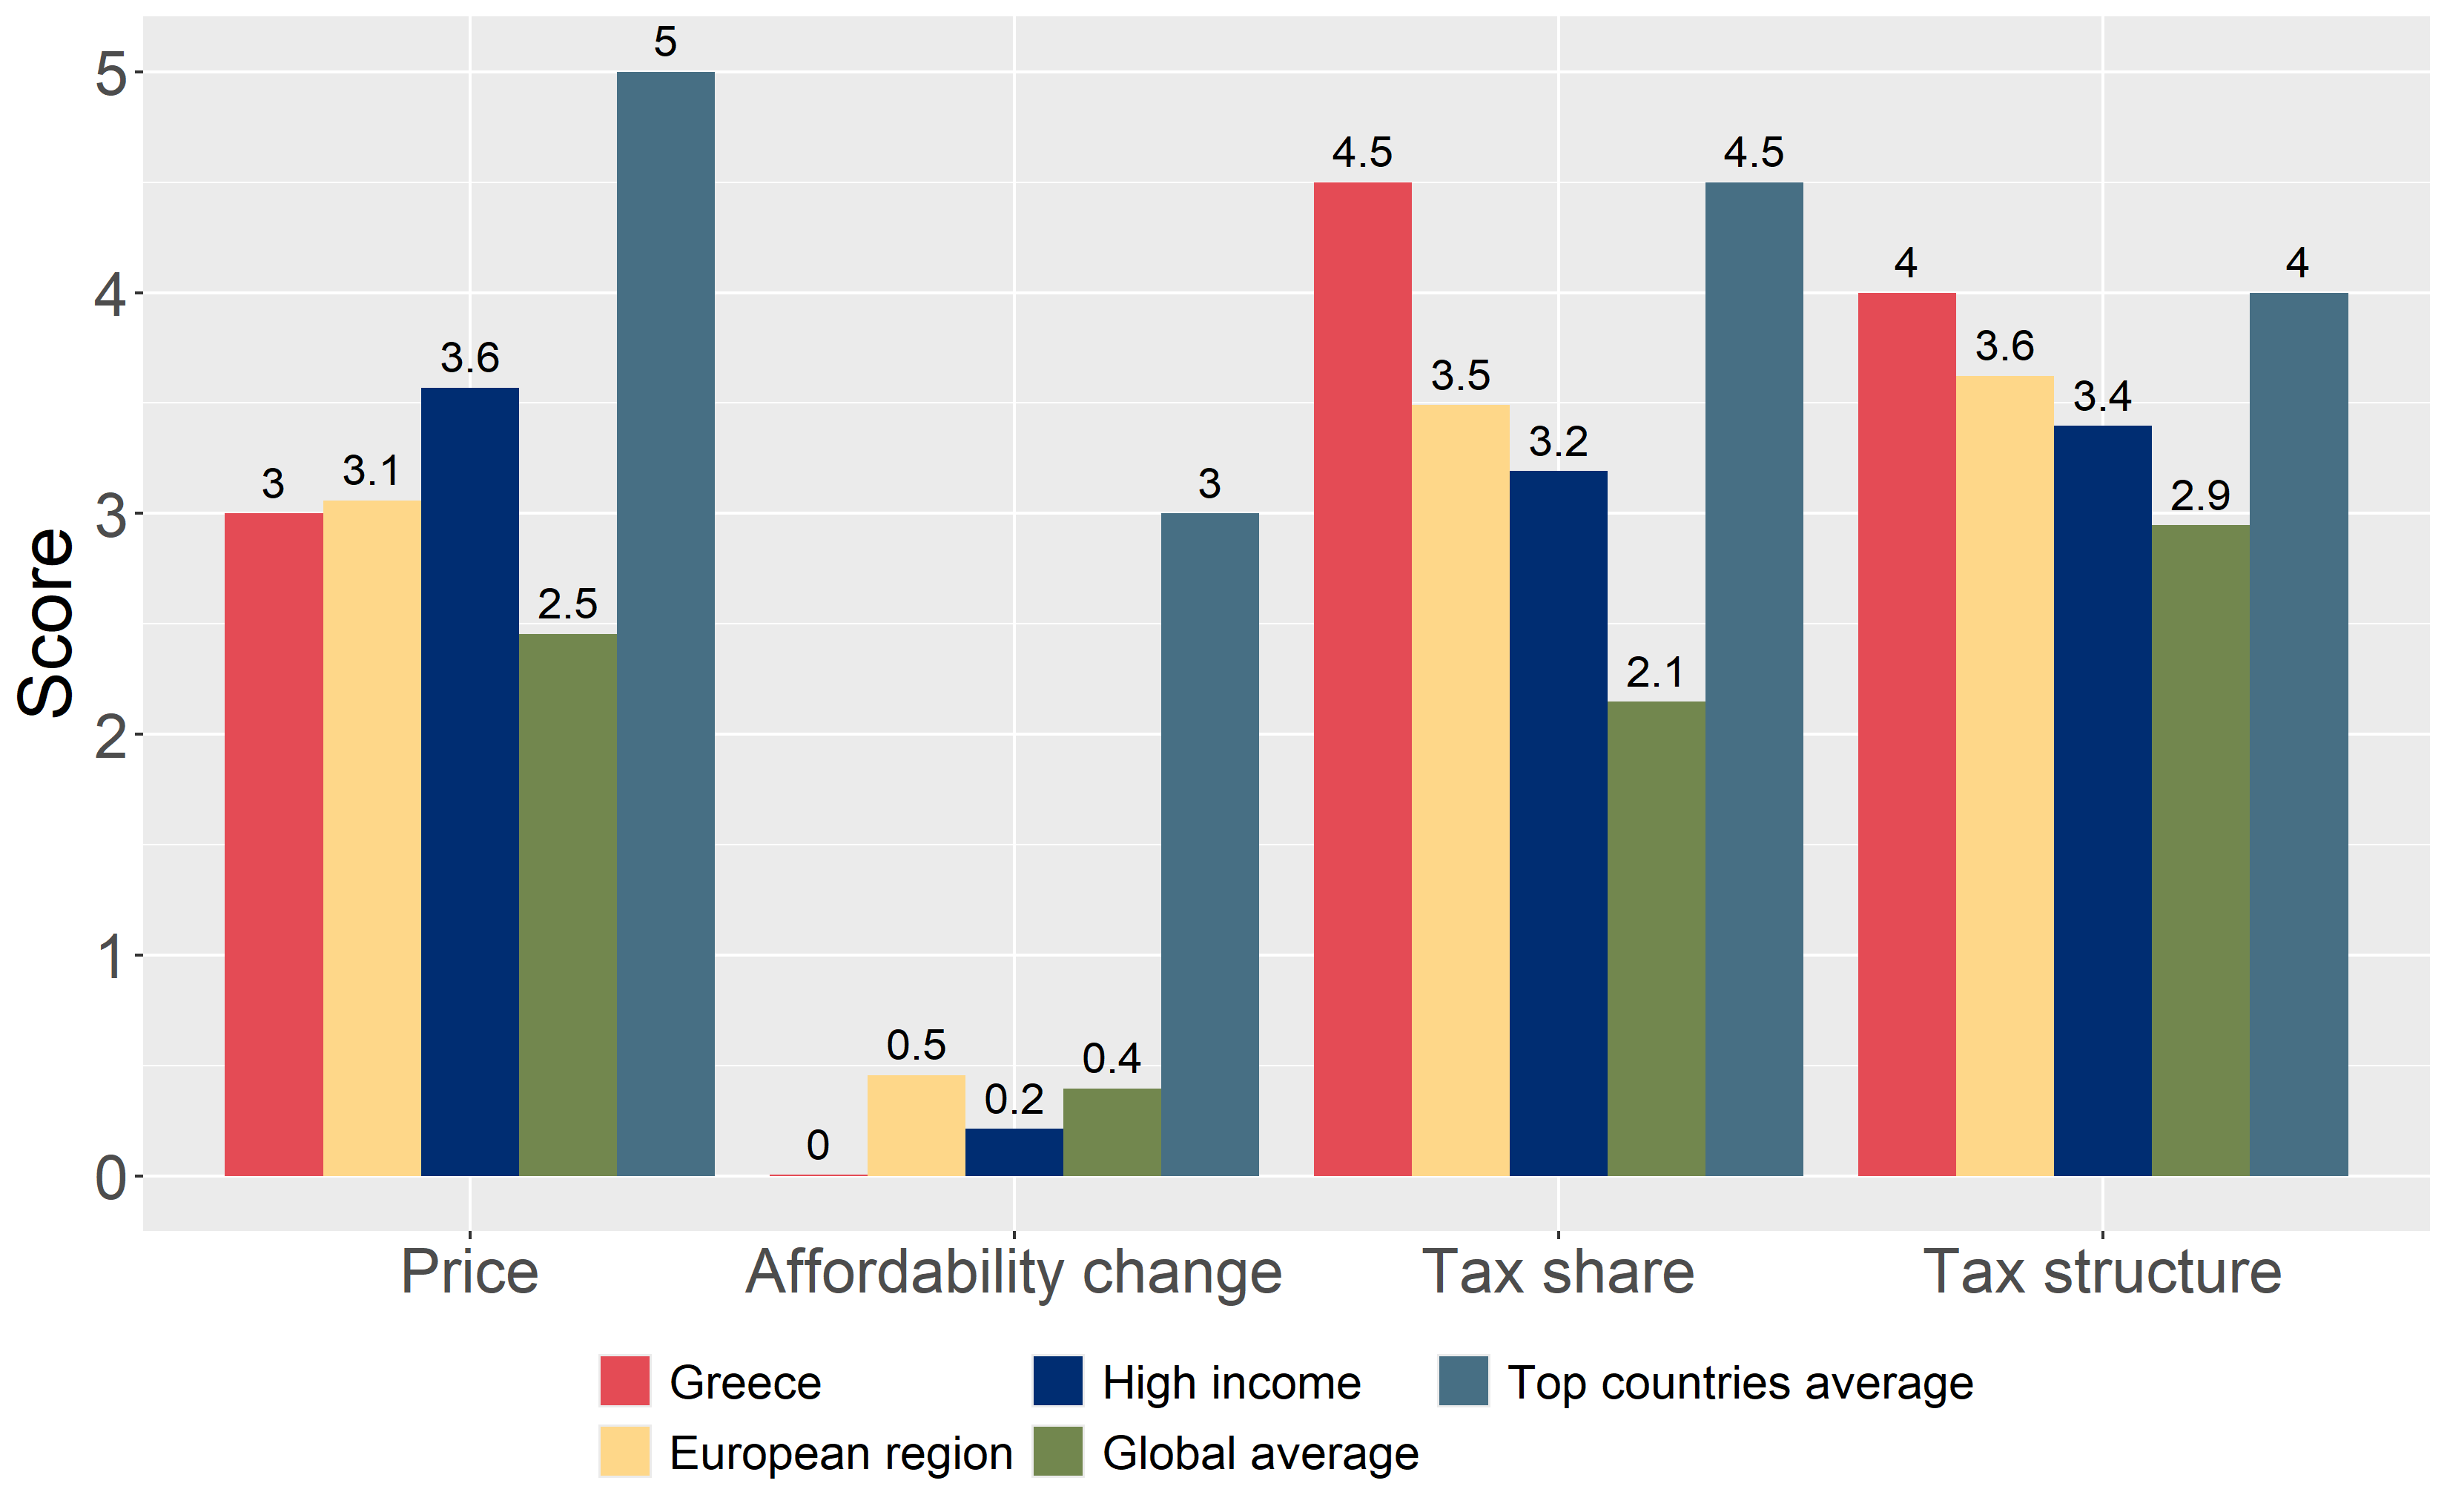 Score
5
4
3
2
1
0
3
3.1
3.6
2.5
5
0
0.5
0.2
0.4
3
4.5
3.5
3.2
2.1
4.5
4
3.6
3.4
2.9
4
Price
Affordability change
Tax share
Tax structure
Greece
High income
Top countries average
European region
Global average